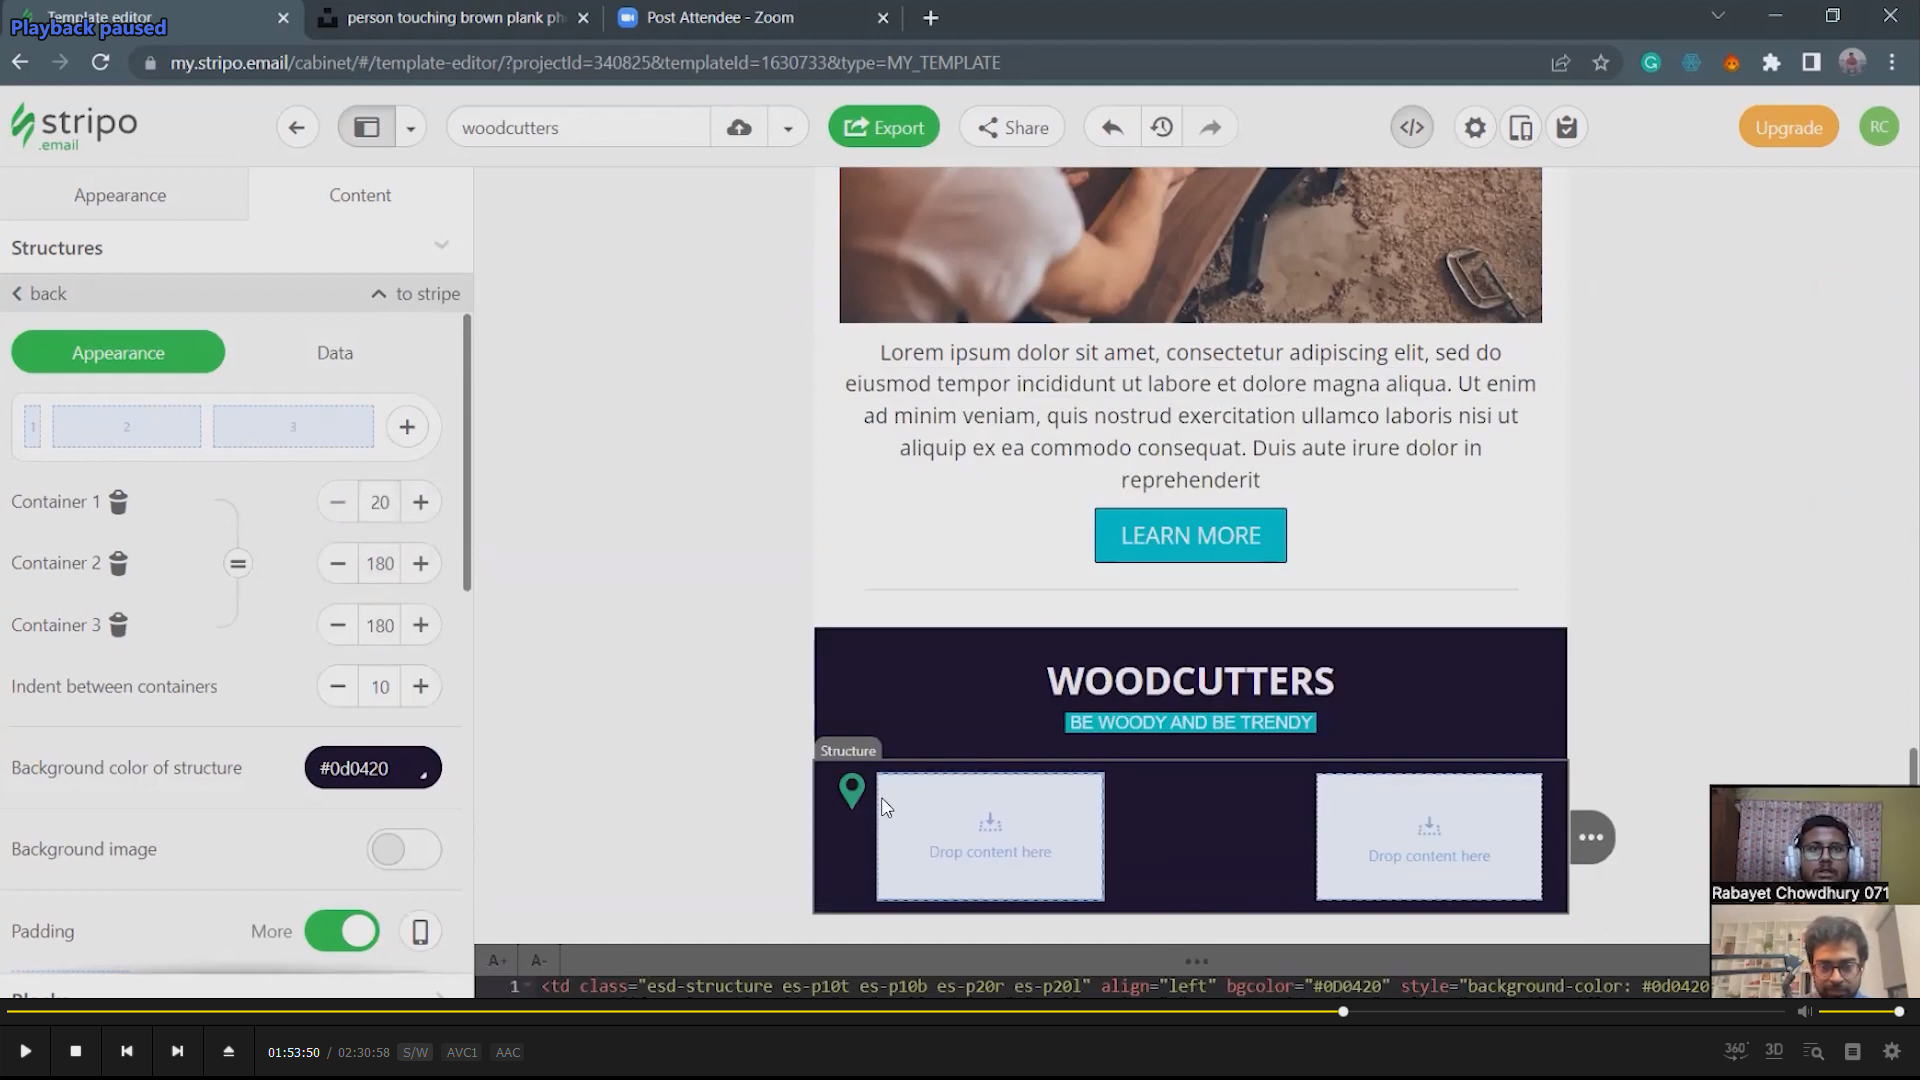 Template editor
person touching brown plank ph
Post Attendee - Zoom
Playback paused
my.stripo.email/cabinet/#/template-editor/?projectId=340825&templateId=1630733&type=MY_TEMPLATE
stripo
.email
woodcutters
Export
Share
Upgrade
RC
Appearance
Content
Structures
back
to stripe
Appearance
Data
1
2
3
Container 1
20
Container 2
180
Container 3
180
Indent between containers
10
Background color of structure
#0d0420
Background image
Padding
More
Lorem ipsum dolor sit amet, consectetur adipiscing elit, sed do
eiusmod tempor incididunt ut labore et dolore magna aliqua. Ut enim
ad minim veniam, quis nostrud exercitation ullamco laboris nisi ut
aliquip ex ea commodo consequat. Duis aute irure dolor in
reprehenderit
LEARN MORE
WOODCUTTERS
BE WOODY AND BE TRENDY
Structure
Drop content here
Drop content here
Rabayet Chowdhury 071
A+ A-
1 <td class="esd-structure es-p10t es-p10b es-p20r es-p20l" align="left" bgcolor="#0D0420" style="background-color: #0d0420
01:53:50 / 02:30:58 S/W AVC1 AAC
360° 3D